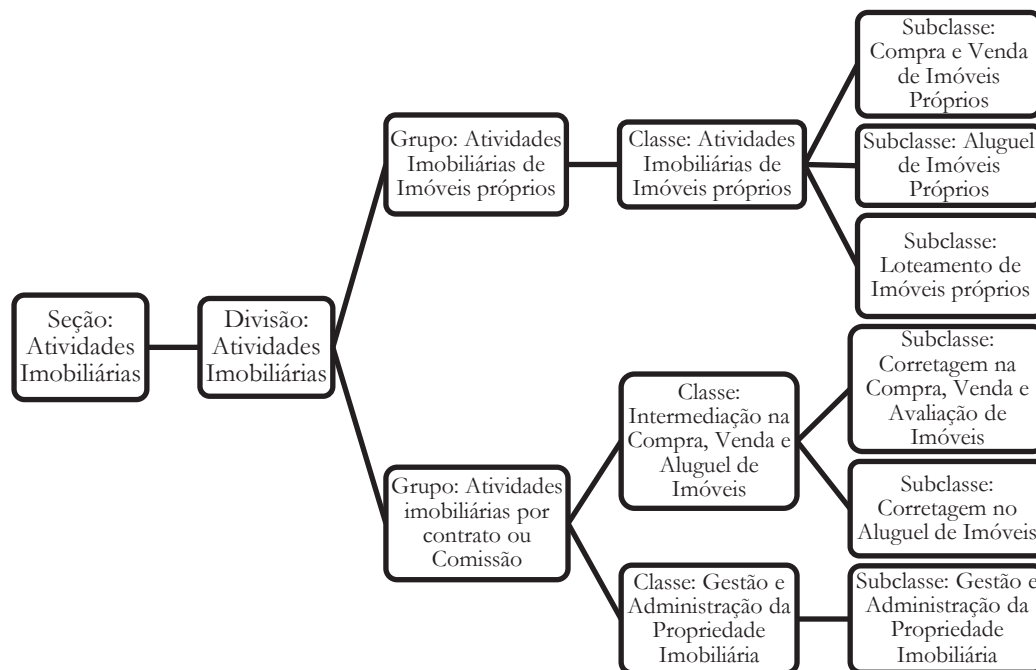 Seção:
Atividades
Imobiliárias
Divisão:
Atividades
Imobiliárias
Grupo: Atividades
Imobiliárias de
Imóveis próprios
Classe: Atividades
Imobiliárias de
Imóveis próprios
Subclasse:
Compra e Venda
de Imóveis
Próprios
Subclasse: Aluguel
de Imóveis
Próprios
Subclasse:
Loteamento de
Imóveis próprios
Grupo: Atividades
imobiliárias por
contrato ou
Comissão
Classe:
Intermediação na
Compra, Venda e
Aluguel de
Imóveis
Subclasse:
Corretagem na
Compra, Venda e
Avaliação de
Imóveis
Subclasse:
Corretagem no
Aluguel de Imóveis
Classe: Gestão e
Administração da
Propriedade
Imobiliária
Subclasse: Gestão e
Administração da
Propriedade
Imobiliária